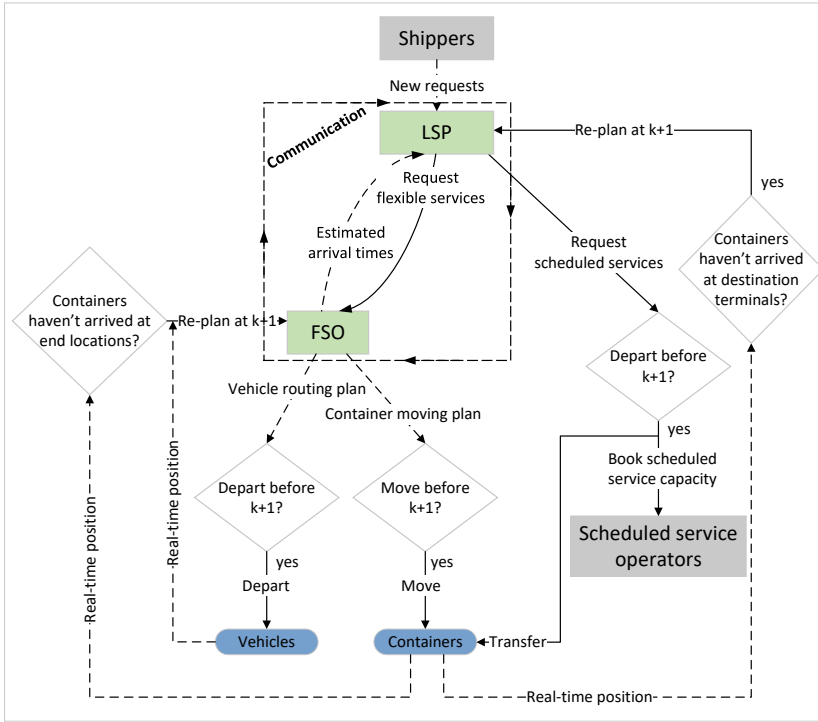 Shippers
New requests
Communication
LSP
Re-plan at k+1
yes
Request
flexible services
Estimated
arrival times
Request
scheduled services
Containers
haven't arrived
at destination
terminals?
Containers
haven't arrived at
end locations?
Re-plan at k+1
FSO
Depart before
k+1?
Vehicle routing plan
Container moving plan
yes
Book scheduled
service capacity
Depart before
k+1?
Move before
k+1?
Scheduled service
operators
Real-time position
Real-time position
yes
Depart
yes
Move
Vehicles
Containers
Transfer
Real-time position